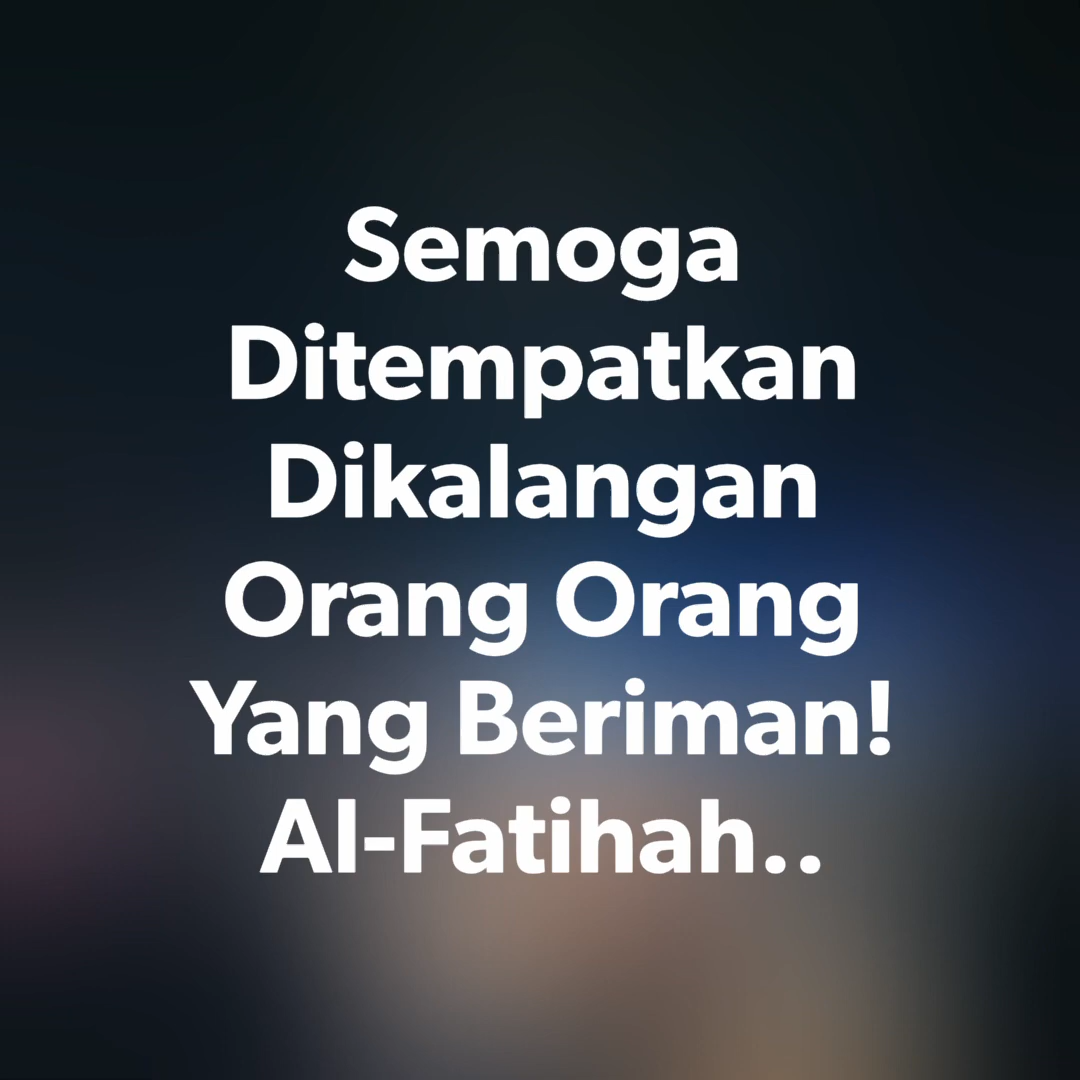 Semoga
Ditempatkan
Dikalangan
Orang Orang
Yang Beriman!
Al-Fatihah..